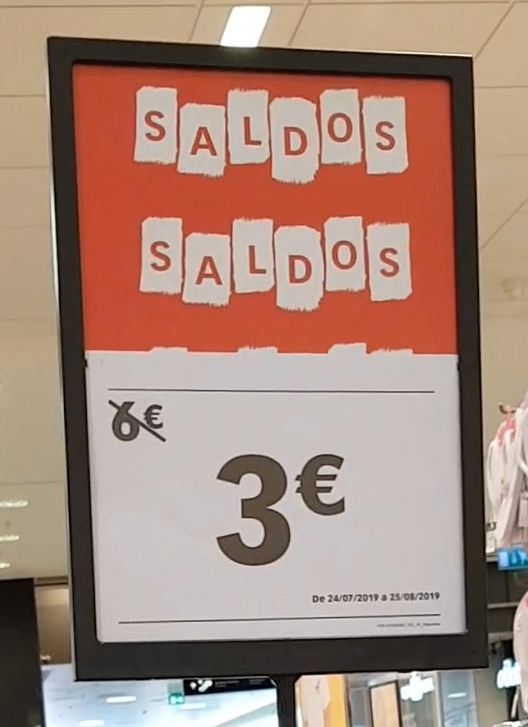 SALDOS
SALDOS
6€
3€
De 24/07/2019 a 25/08/2019